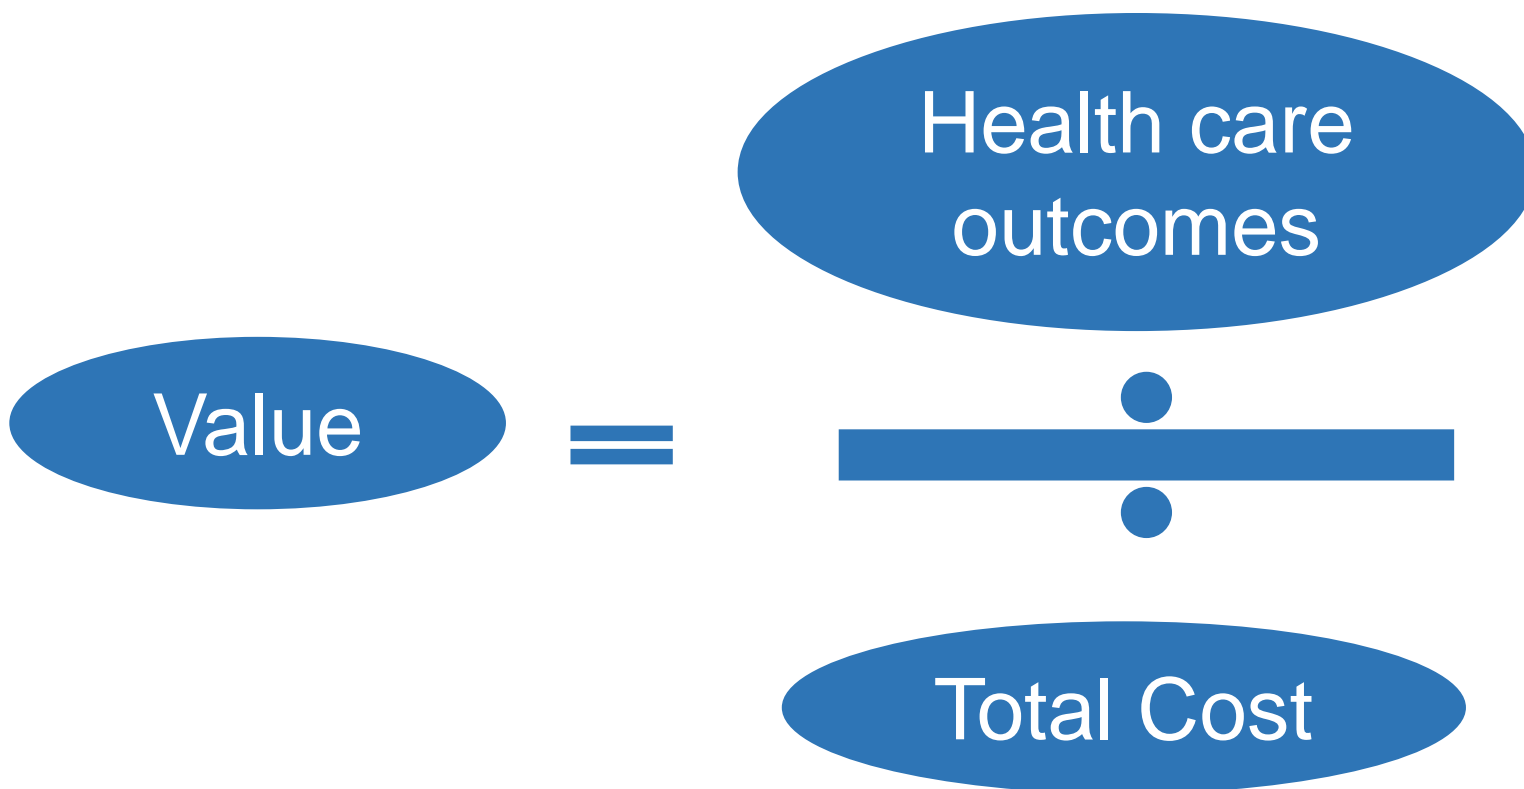 Health care
outcomes
Value
=
÷
Total Cost